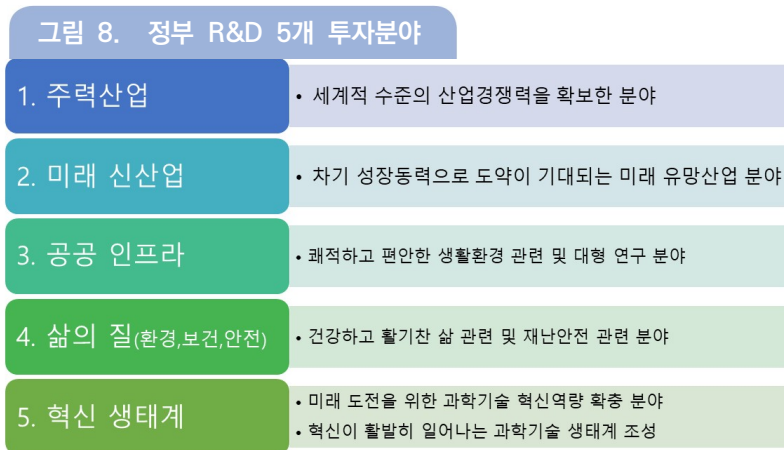 그림 8. 정부 R&D 5개 투자분야
1. 주력산업
• 세계적 수준의 산업경쟁력을 확보한 분야
2. 미래 신산업
• 차기 성장동력으로 도약이 기대되는 미래 유망산업 분야
3. 공공 인프라
• 쾌적하고 편안한 생활환경 관련 및 대형 연구 분야
4. 삶의 질(환경,보건,안전)
• 건강하고 활기찬 삶 관련 및 재난안전 관련 분야
5. 혁신 생태계
• 미래 도전을 위한 과학기술 혁신역량 확충 분야
• 혁신이 활발히 일어나는 과학기술 생태계 조성